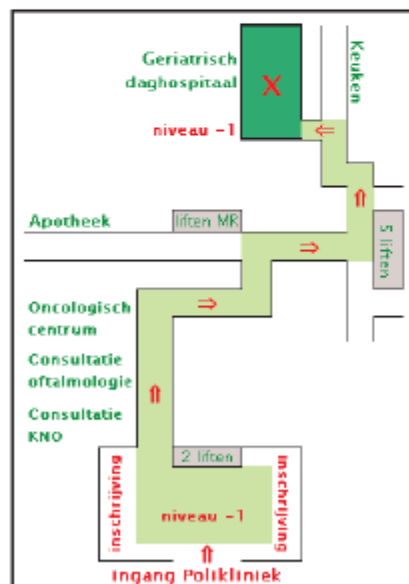 Geriatrisch
daghospitaal
X
Keuken
niveau -1
Apotheek
liften MR
5 liften
Oncologisch
centrum
Consultatie
oftalmologie
Consultatie
KNO
2 liften
inschrijving
inschrijving
niveau -1
ingang Polikliniek